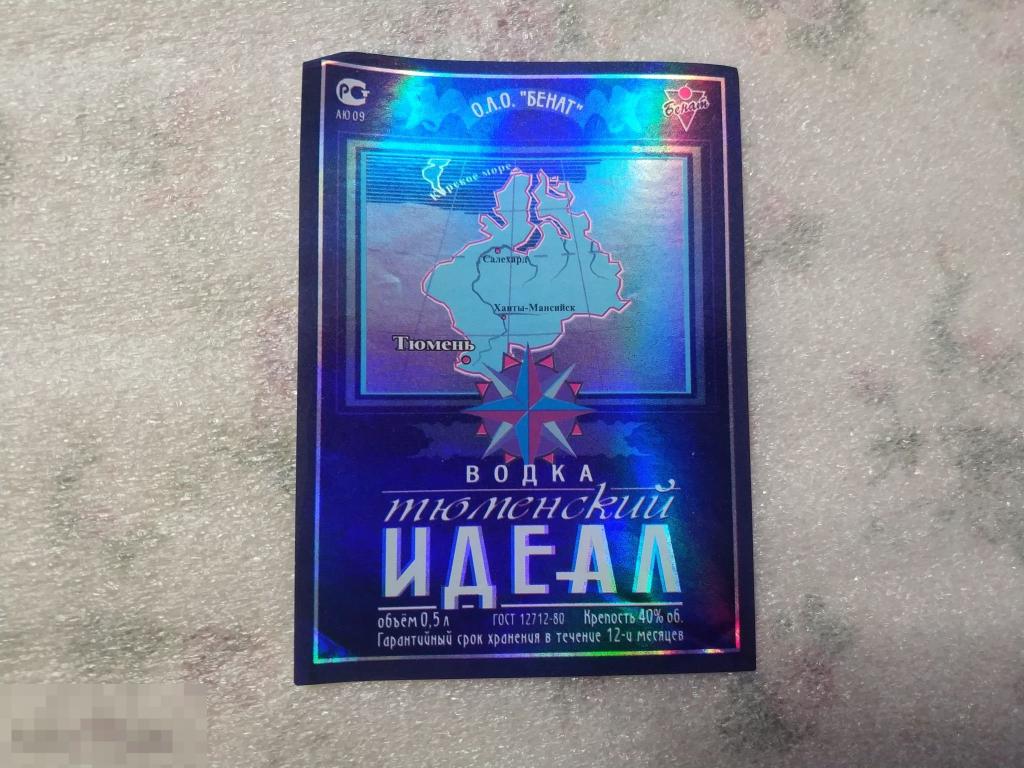 О.А.О. "БЕНАТ"
АЮ 09
Бенат
Карское море
Салехард
Ханты-Мансийск
Тюмень
ВОДКА
тюменский
ИДЕАЛ
объём 0,5 л ГОСТ 12712-80 Крепость 40% об.
Гарантийный срок хранения в течение 12-и месяцев